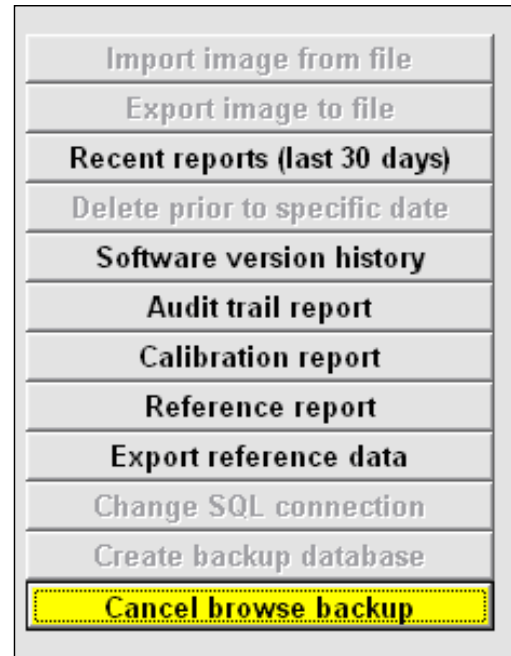 Import image from file
Export image to file
Recent reports (last 30 days)
Delete prior to specific date
Software version history
Audit trail report
Calibration report
Reference report
Export reference data
Change SQL connection
Create backup database
Cancel browse backup